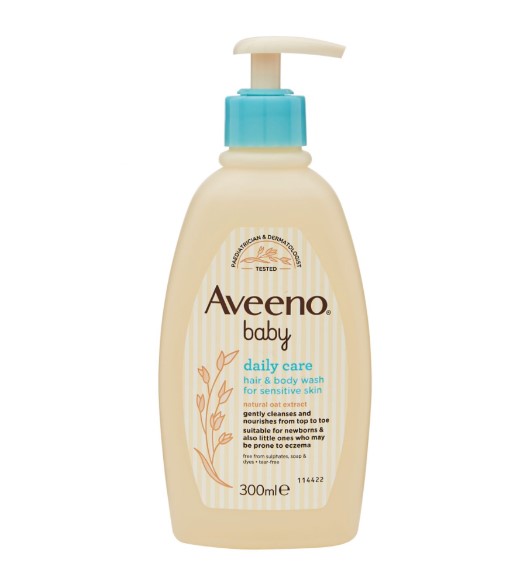 PAEDIATRICIAN & DERMATOLOGIST
TESTED
Aveeno®
baby
daily care
hair & body wash
for sensitive skin
natural oat extract
gently cleanses and
nourishes from top to toe
suitable for newborns &
also little ones who may
be prone to eczema
free from sulphates, soap &
dyes • tear-free
114422
300ml℮